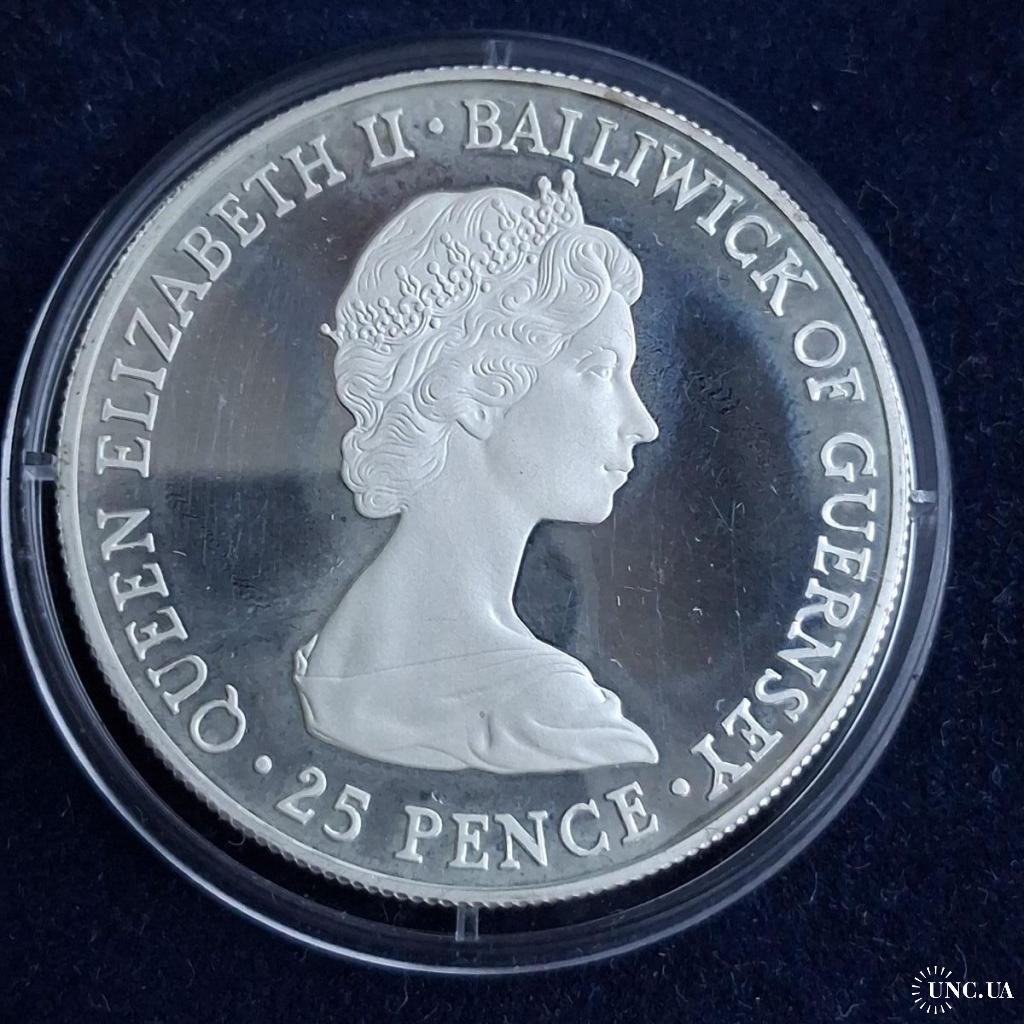 QUEEN ELIZABETH II · BAILIWICK OF GUERNSEY ·
25 PENCE ·
UNC.UA